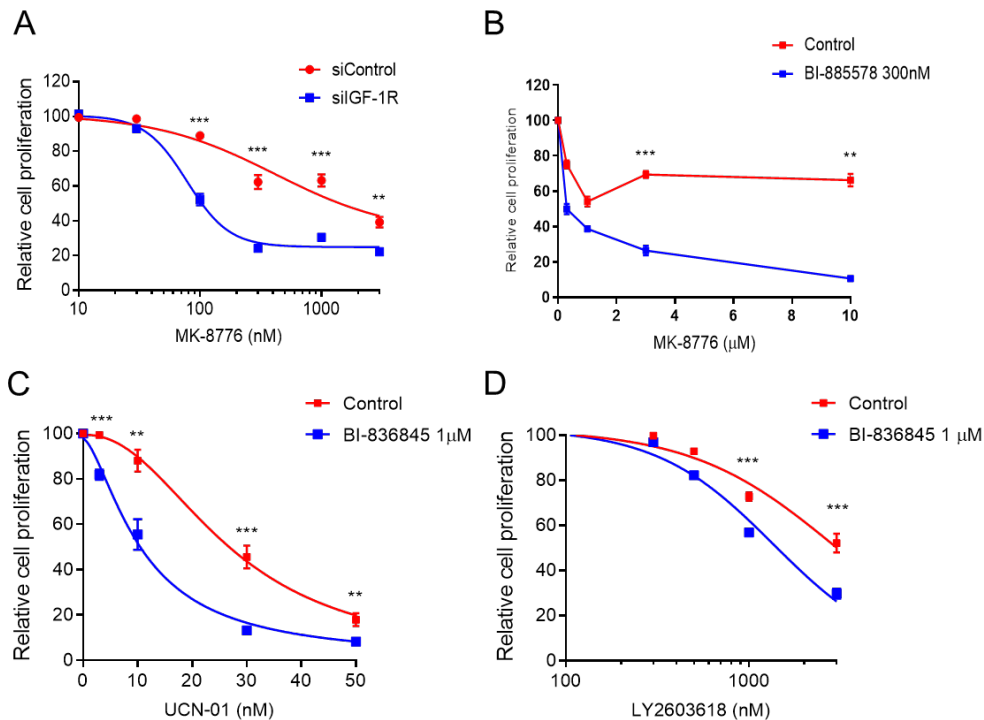 A
siControl
siIGF-1R
Relative cell proliferation
120
100
80
60
40
20
0
***
***
***
**
10
100
1000
MK-8776 (nM)
B
Control
BI-885578 300nM
Relative cell proliferation
120
100
80
60
40
20
0
***
**
0
2
4
6
8
10
MK-8776 (μM)
C
Control
BI-836845 1μM
Relative cell proliferation
100
80
60
40
20
0
***
**
***
**
0
10
20
30
40
50
UCN-01 (nM)
D
Control
BI-836845 1 μM
Relative cell proliferation
100
80
60
40
20
0
***
***
100
1000
LY2603618 (nM)